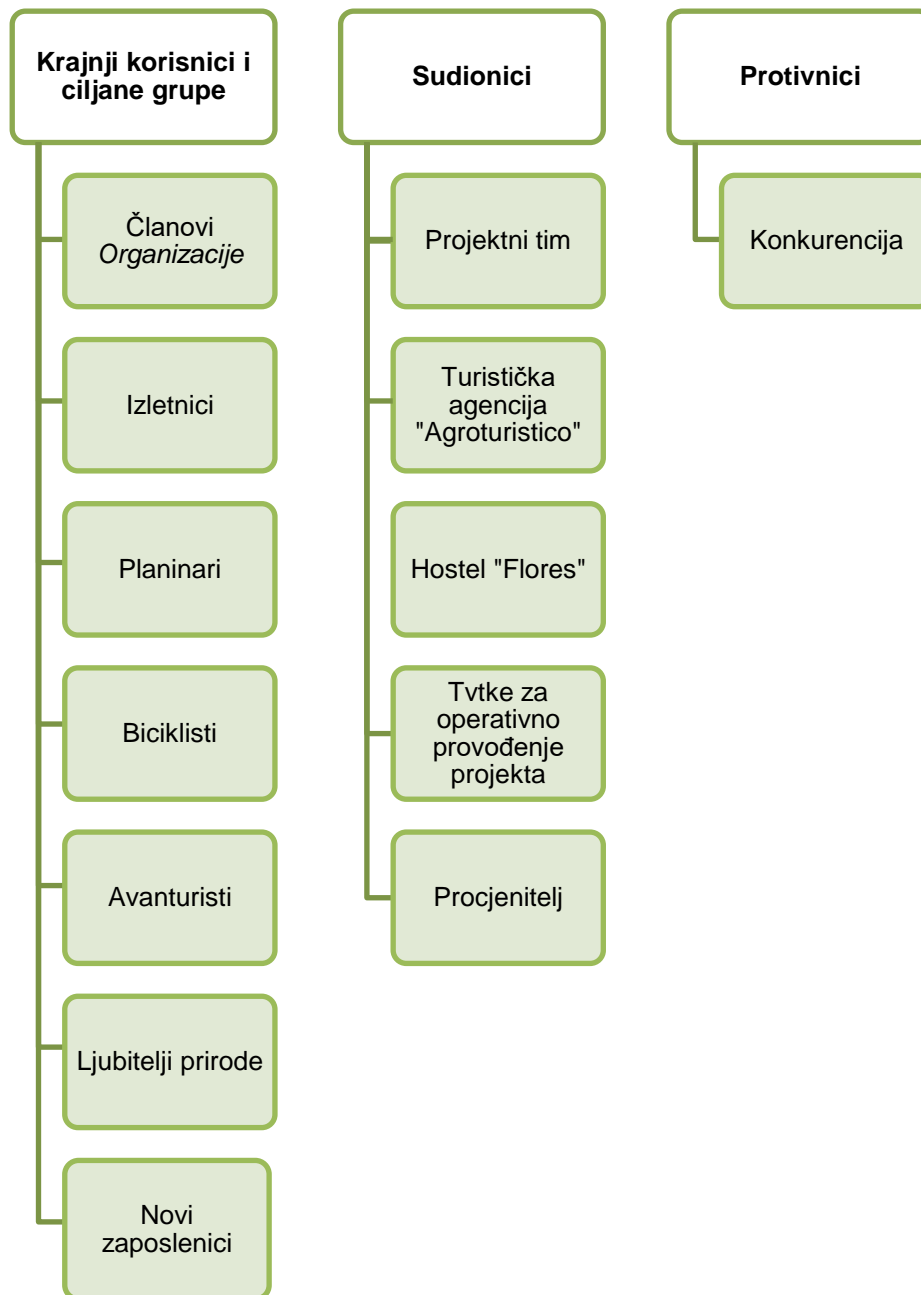 Krajnji korisnici i
ciljane grupe
Članovi
Organizacije
Izletnici
Planinari
Biciklisti
Avanturisti
Ljubitelji prirode
Novi
zaposlenici
Sudionici
Projektni tim
Turistička
agencija
"Agroturistico"
Hostel "Flores"
Tvtke za
operativno
provođenje
projekta
Procjenitelj
Protivnici
Konkurencija